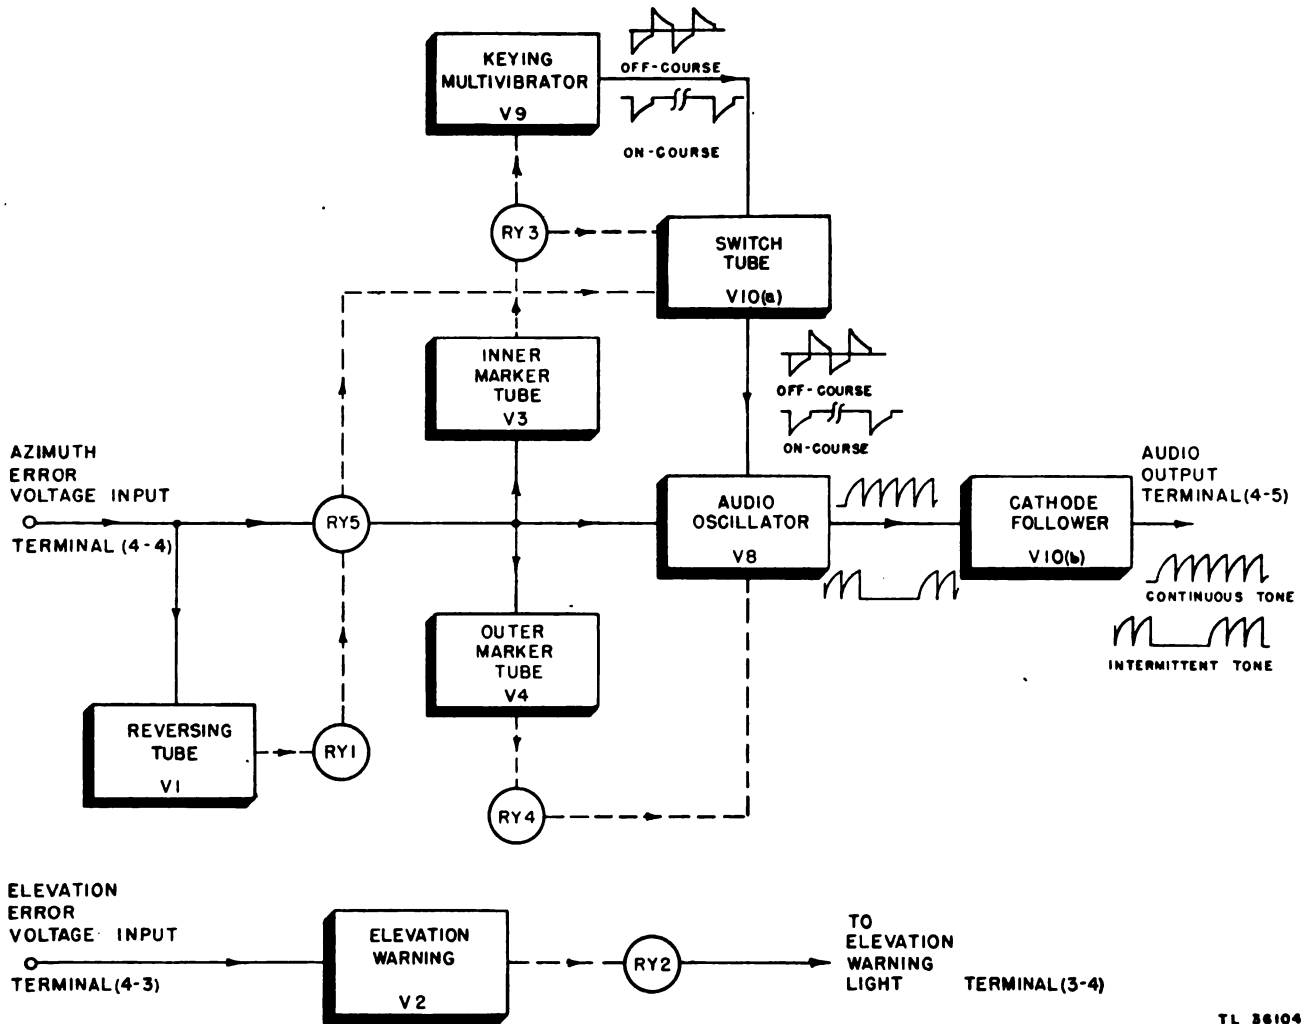 KEYING
MULTIVIBRATOR
V9
OFF-COURSE
ON-COURSE
RY3
SWITCH
TUBE
V10(a)
INNER
MARKER
TUBE
V3
OFF-COURSE
ON-COURSE
AZIMUTH
ERROR
VOLTAGE INPUT
TERMINAL (4-4)
RY5
AUDIO
OSCILLATOR
V8
CATHODE
FOLLOWER
V10(b)
AUDIO
OUTPUT
TERMINAL(4-5)
CONTINUOUS TONE
INTERMITTENT TONE
OUTER
MARKER
TUBE
V4
REVERSING
TUBE
V1
RY1
RY4
ELEVATION
ERROR
VOLTAGE INPUT
TERMINAL(4-3)
ELEVATION
WARNING
V2
RY2
TO
ELEVATION
WARNING
LIGHT TERMINAL(3-4)
TL 36104